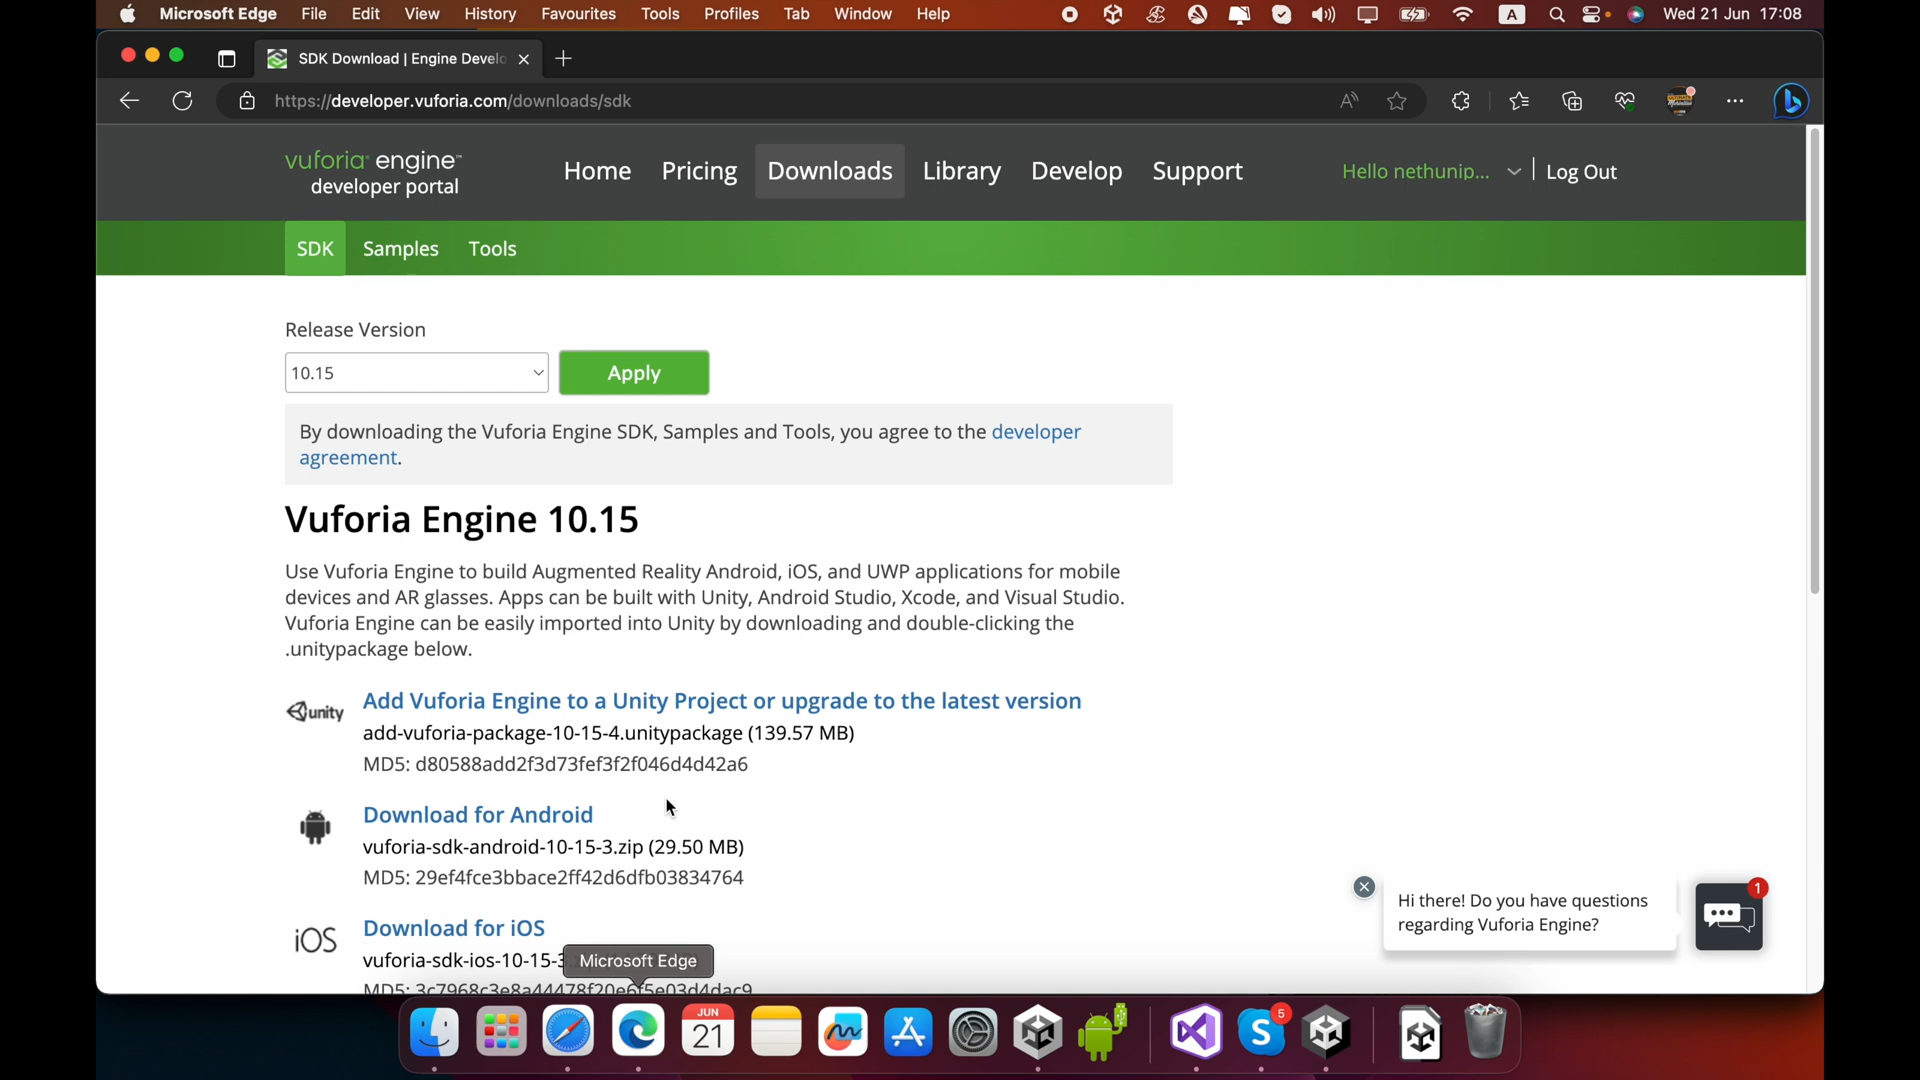 Microsoft Edge File Edit View History Favourites Tools Profiles Tab Window Help A Wed 21 Jun 17:08
SDK Download | Engine Develo
https://developer.vuforia.com/downloads/sdk
vuforia engine™
developer portal
Home Pricing Downloads Library Develop Support
Hello nethunip... Log Out
SDK Samples Tools
Release Version
10.15
Apply
By downloading the Vuforia Engine SDK, Samples and Tools, you agree to the developer
agreement.
Vuforia Engine 10.15
Use Vuforia Engine to build Augmented Reality Android, iOS, and UWP applications for mobile
devices and AR glasses. Apps can be built with Unity, Android Studio, Xcode, and Visual Studio.
Vuforia Engine can be easily imported into Unity by downloading and double-clicking the
.unitypackage below.
unity
Add Vuforia Engine to a Unity Project or upgrade to the latest version
add-vuforia-package-10-15-4.unitypackage (139.57 MB)
MD5: d80588add2f3d73fef3f2f046d4d42a6
Download for Android
vuforia-sdk-android-10-15-3.zip (29.50 MB)
MD5: 29ef4fce3bbace2ff42d6dfb03834764
iOS
Download for iOS
vuforia-sdk-ios-10-15-3
Microsoft Edge
MD5:
Hi there! Do you have questions
regarding Vuforia Engine?
1
JUN
21
5